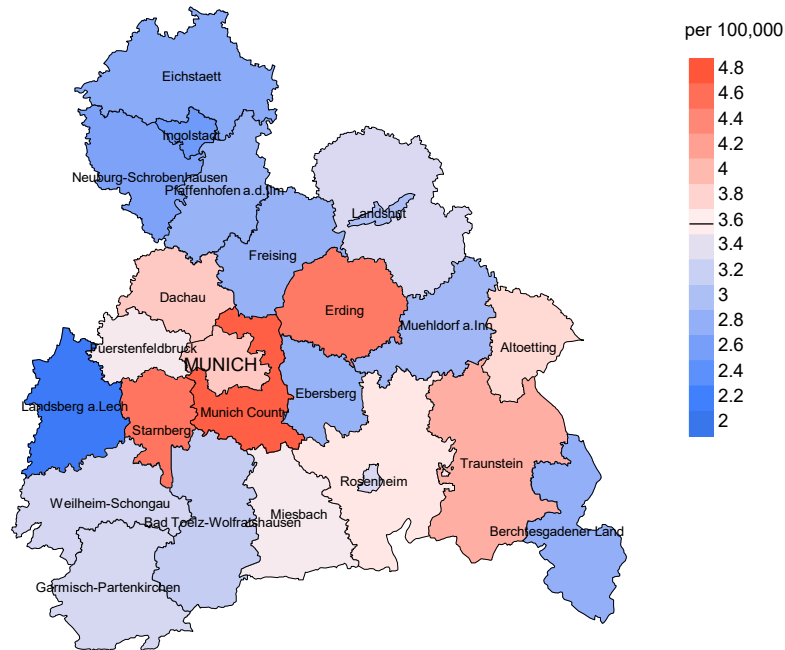 per 100,000
4.8
4.6
4.4
4.2
4
3.8
3.6
3.4
3.2
3
2.8
2.6
2.4
2.2
2
Eichstaett
Ingolstadt
Neuburg-Schrobenhausen
Pfaffenhofen a.d.Ilm
Landshut
Freising
Dachau
Erding
Muehldorf a.Inn
Fuerstenfeldbruck
Altoetting
MUNICH
Ebersberg
Landsberg a.Lech
Munich County
Starnberg
Traunstein
Rosenheim
Weilheim-Schongau
Miesbach
Bad Toelz-Wolfratshausen
Berchtesgadener Land
Garmisch-Partenkirchen